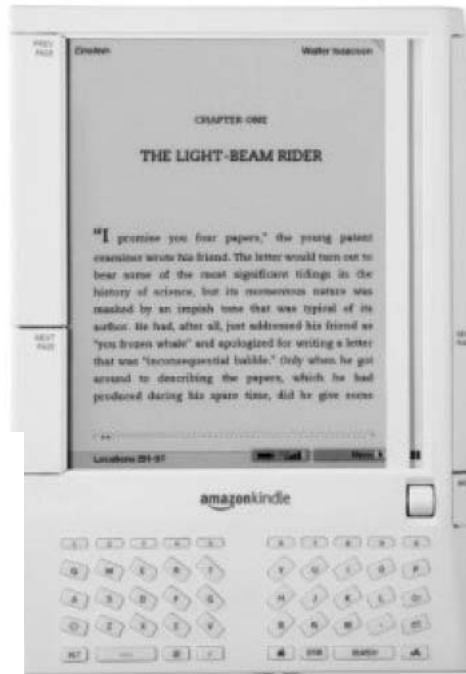 PREV PAGE
Einstein Walter Isaacson
CHAPTER ONE
THE LIGHT-BEAM RIDER
"I promise you four papers," the young patent
examiner wrote his friend. The letter would turn out to
bear some of the most significant tidings in the
history of science, but its momentous nature was
masked by an impish tone that was typical of its
author. He had, after all, just addressed his friend as
"you frozen whale" and apologized for writing a letter
that was "inconsequential babble." Only when he got
around to describing the papers, which he had
produced during his spare time, did he give some
NEXT PAGE
Locations 291-97 Menu
amazonkindle
Q W E R T Y U I O P
A S D F G H J K L
Z X C V B N M
ALT SYM SEARCH